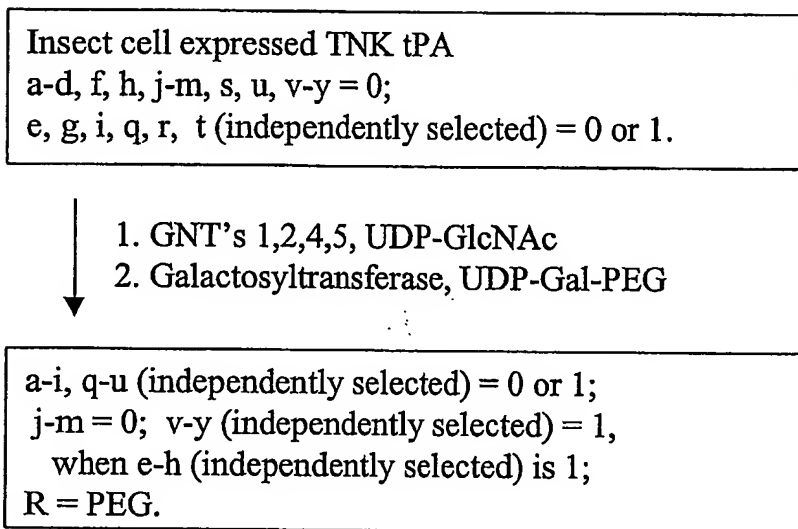 Insect cell expressed TNK tPA
a-d, f, h, j-m, s, u, v-y = 0;
e, g, i, q, r, t (independently selected) = 0 or 1.
1. GNT's 1,2,4,5, UDP-GlcNAc
2. Galactosyltransferase, UDP-Gal-PEG
a-i, q-u (independently selected) = 0 or 1;
j-m = 0; v-y (independently selected) = 1,
when e-h (independently selected) is 1;
R = PEG.